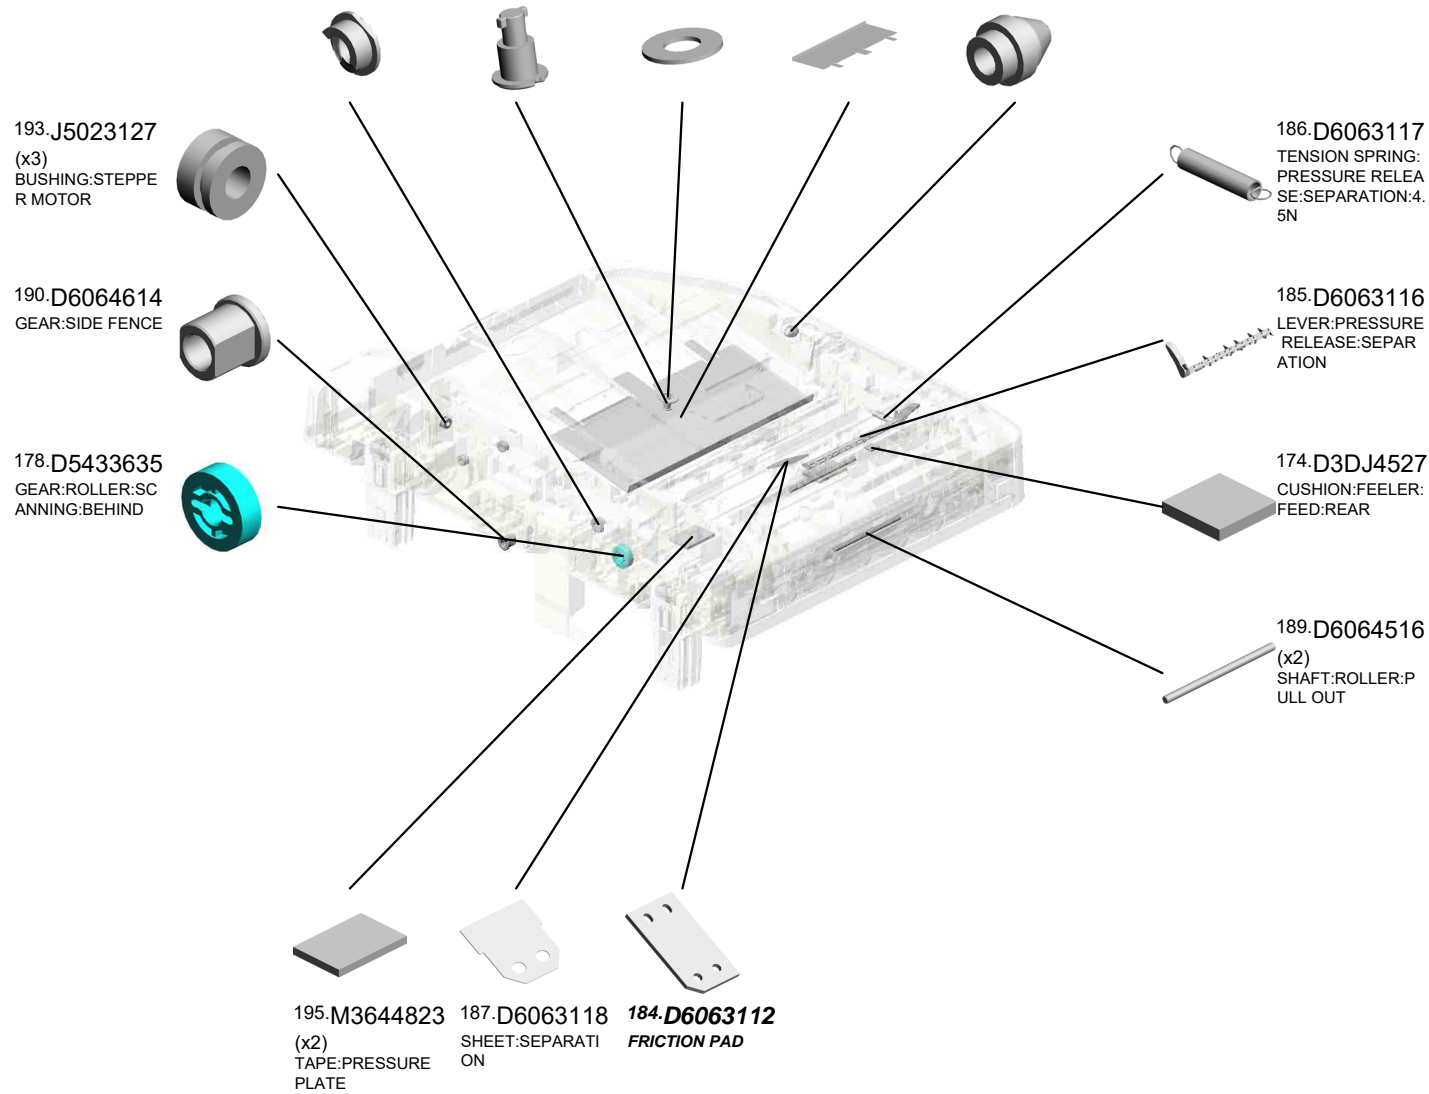 193.J5023127
(x3)
BUSHING:STEPPE
R MOTOR
190.D6064614
GEAR:SIDE FENCE
178.D5433635
GEAR:ROLLER:SC
ANNING:BEHIND
186.D6063117
TENSION SPRING:
PRESSURE RELEA
SE:SEPARATION:4.
5N
185.D6063116
LEVER:PRESSURE
RELEASE:SEPAR
ATION
174.D3DJ4527
CUSHION:FEELER:
FEED:REAR
189.D6064516
(x2)
SHAFT:ROLLER:P
ULL OUT
195.M3644823
(x2)
TAPE:PRESSURE
PLATE
187.D6063118
SHEET:SEPARATI
ON
184.D6063112
FRICTION PAD